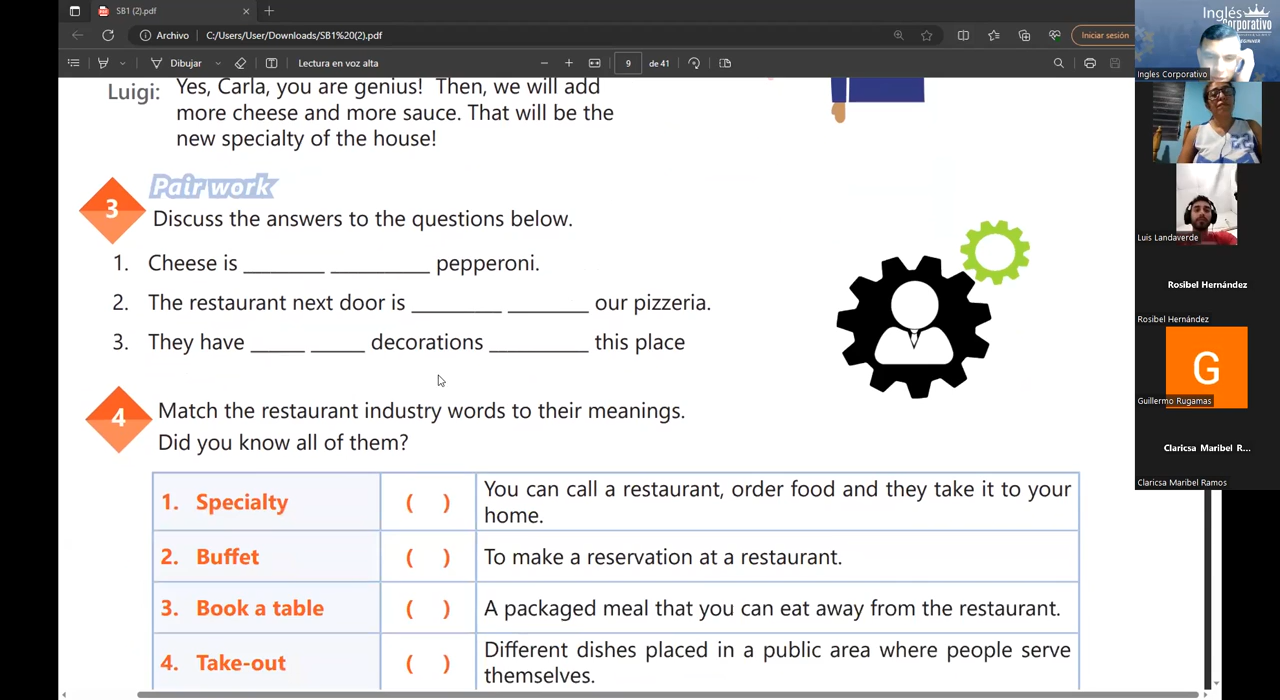 SB1 (2).pdf
Archivo
C:/Users/User/Downloads/SB1%20(2).pdf
Iniciar sesión
Dibujar
Lectura en voz alta
9
de 41
Luigi:
Yes, Carla, you are genius! Then, we will add
more cheese and more sauce. That will be the
new specialty of the house!
3
Pair work
Discuss the answers to the questions below.
1. Cheese is ________ __________ pepperoni.
2. The restaurant next door is _________ ________ our pizzeria.
3. They have _____ _____ decorations __________ this place
4
Match the restaurant industry words to their meanings.
Did you know all of them?
1. Specialty ( ) You can call a restaurant, order food and they take it to your
home.
2. Buffet ( ) To make a reservation at a restaurant.
3. Book a table ( ) A packaged meal that you can eat away from the restaurant.
4. Take-out ( ) Different dishes placed in a public area where people serve
themselves.
Inglés
Corporativo
Ingles Corporativo
Luis Landaverde
Rosibel Hernández
Rosibel Hernández
G
Guillermo Rugamas
Claricsa Maribel R...
Claricsa Maribel Ramos